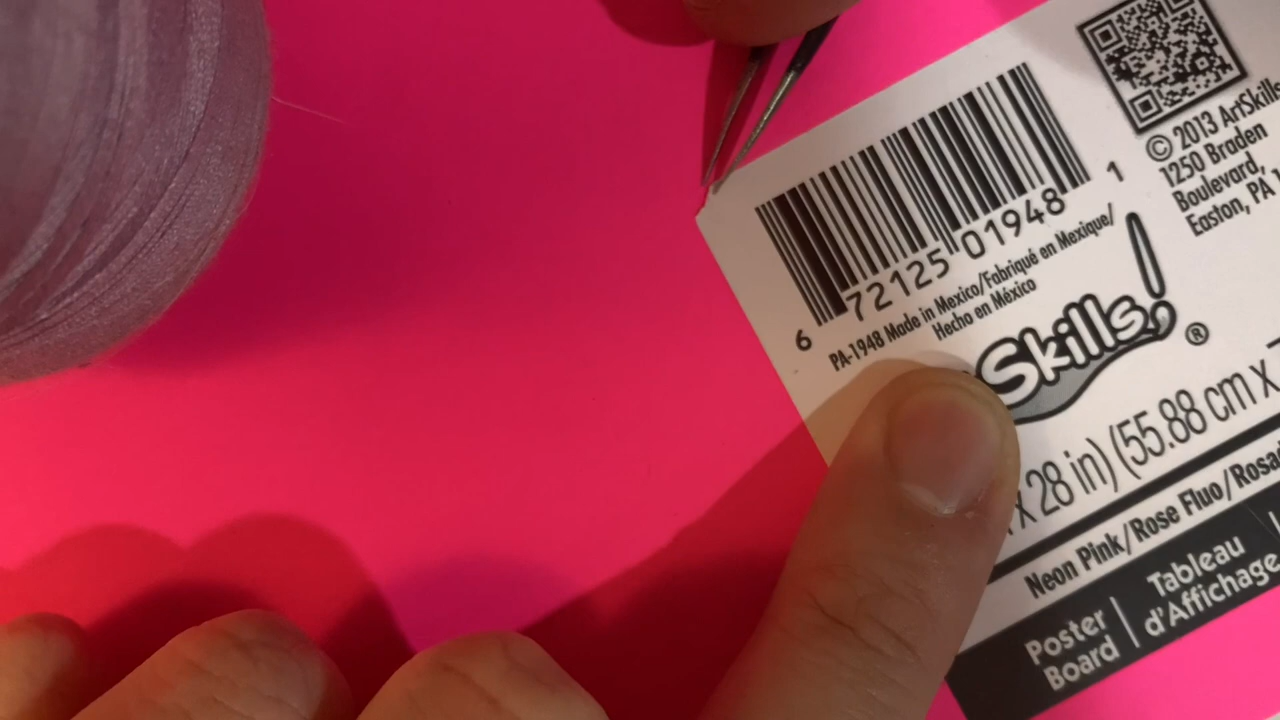 6 72125 01948 1
PA-1948 Made in Mexico/Fabriqué en Mexique/
Hecho en México
© 2013 ArtSkills
1250 Braden
Boulevard,
Easton, PA
Skills
®
x 28 in) (55.88 cm x
Neon Pink/Rose Fluo/Rosad
Poster
Board
Tableau
d'Affichage